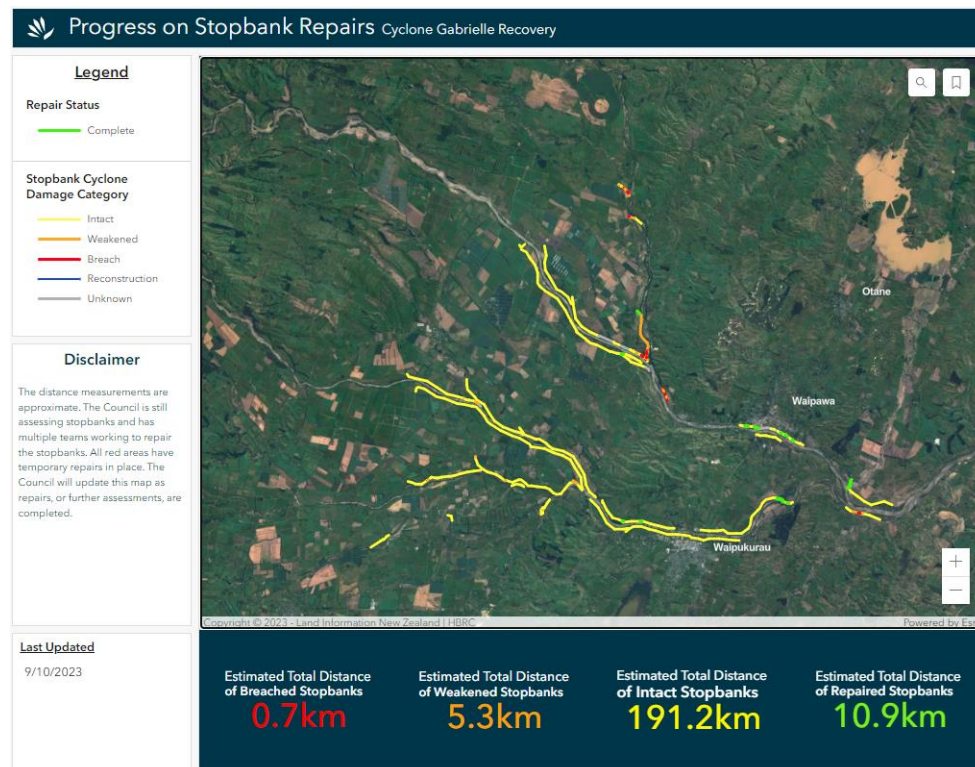 Progress on Stopbank Repairs Cyclone Gabrielle Recovery
Legend
Repair Status
Complete
Stopbank Cyclone
Damage Category
Intact
Weakened
Breach
Reconstruction
Unknown
Disclaimer
The distance measurements are
approximate. The Council is still
assessing stopbanks and has
multiple teams working to repair
the stopbanks. All red areas have
temporary repairs in place. The
Council will update this map as
repairs, or further assessments, are
completed.
Last Updated
9/10/2023
Otane
Waipawa
Waipukurau
Copyright © 2023 - Land Information New Zealand | HBRC
Powered by Esr
Estimated Total Distance
of Breached Stopbanks
0.7km
Estimated Total Distance
of Weakened Stopbanks
5.3km
Estimated Total Distance
of Intact Stopbanks
191.2km
Estimated Total Distance
of Repaired Stopbanks
10.9km